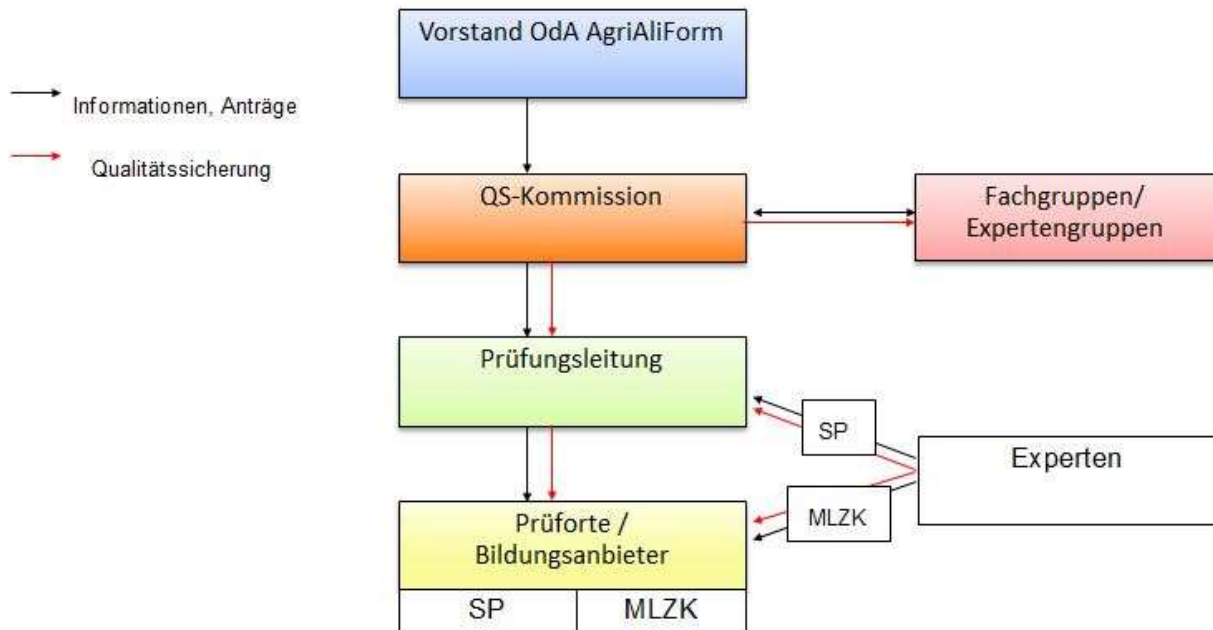 Vorstand OdA AgriAliForm
Informationen, Anträge
Qualitätssicherung
QS-Kommission
Fachgruppen/
Expertengruppen
Prüfungsleitung
SP
Experten
MLZK
Prüforte /
Bildungsanbieter
SP
MLZK